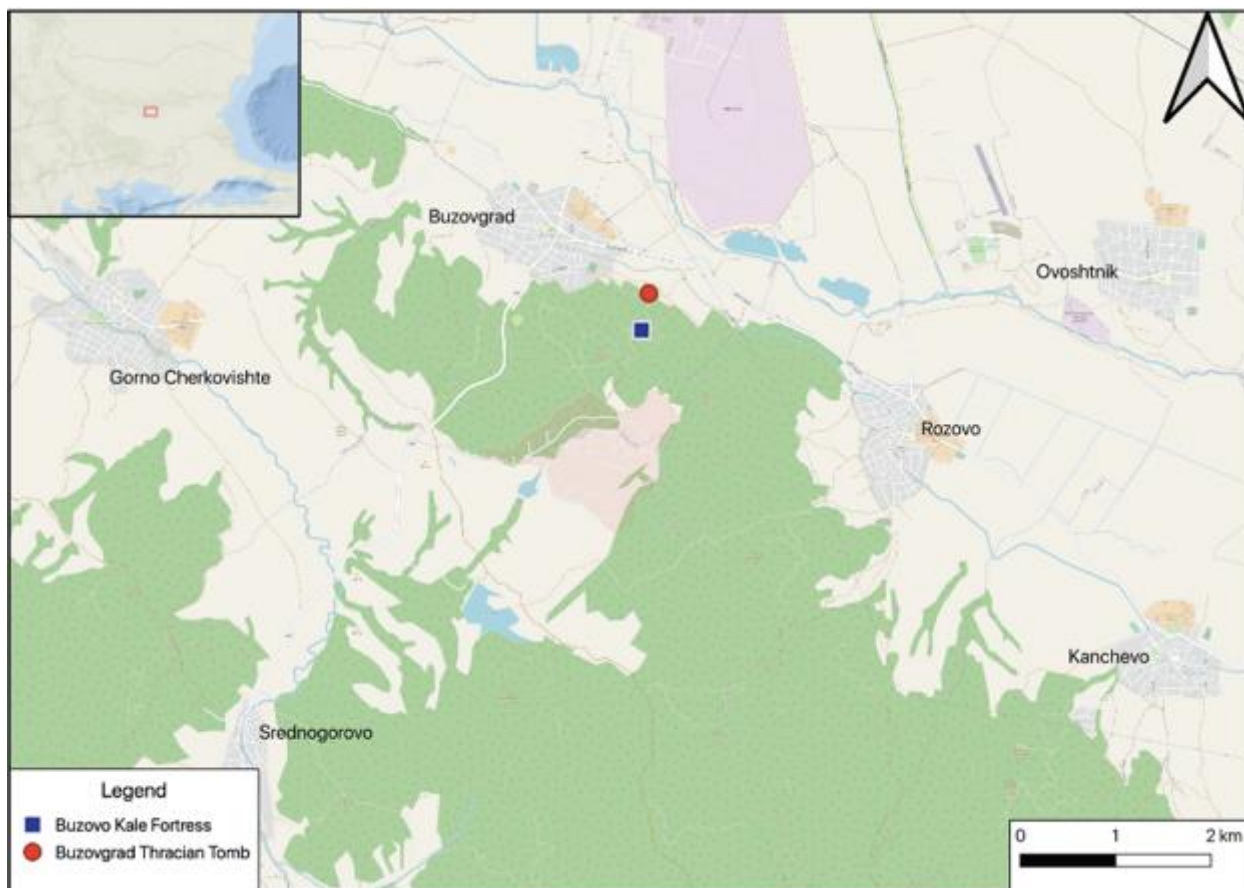 Buzovgrad
Ovoshtnik
Gorno Cherkovishte
Rozovo
Kanchevo
Srednogorovo
Legend
Buzovo Kale Fortress
Buzovgrad Thracian Tomb
0 1 2 km